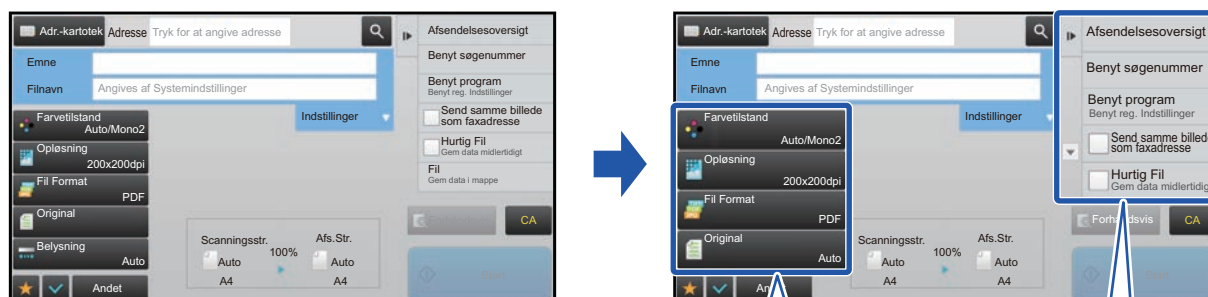 Adr.-kartotek Adresse Tryk for at angive adresse
Emne
Filnavn Angives af Systemindstillinger
Indstillinger
Farvetilstand
Auto/Mono2
Opløsning
200x200dpi
Fil Format
PDF
Original
Belysning
Auto
Andet
Scanningsstr.
Auto
A4
100%
Afs.Str.
Auto
A4
Afsendelsesoversigt
Benyt søgenummer
Benyt program
Benyt reg. Indstillinger
Send samme billede
som faxadresse
Hurtig Fil
Gem data midlertidigt
Fil
Gem data i mappe
CA
Adr.-kartotek Adresse Tryk for at angive adresse
Emne
Filnavn Angives af Systemindstillinger
Indstillinger
Farvetilstand
Auto/Mono2
Opløsning
200x200dpi
Fil Format
PDF
Original
Auto
Scanningsstr.
Auto
A4
100%
Afs.Str.
Auto
A4
Afsendelsesoversigt
Benyt søgenummer
Benyt program
Benyt reg. Indstillinger
Send samme billed
som faxadresse
Hurtig Fil
Gem data midlertidig
CA